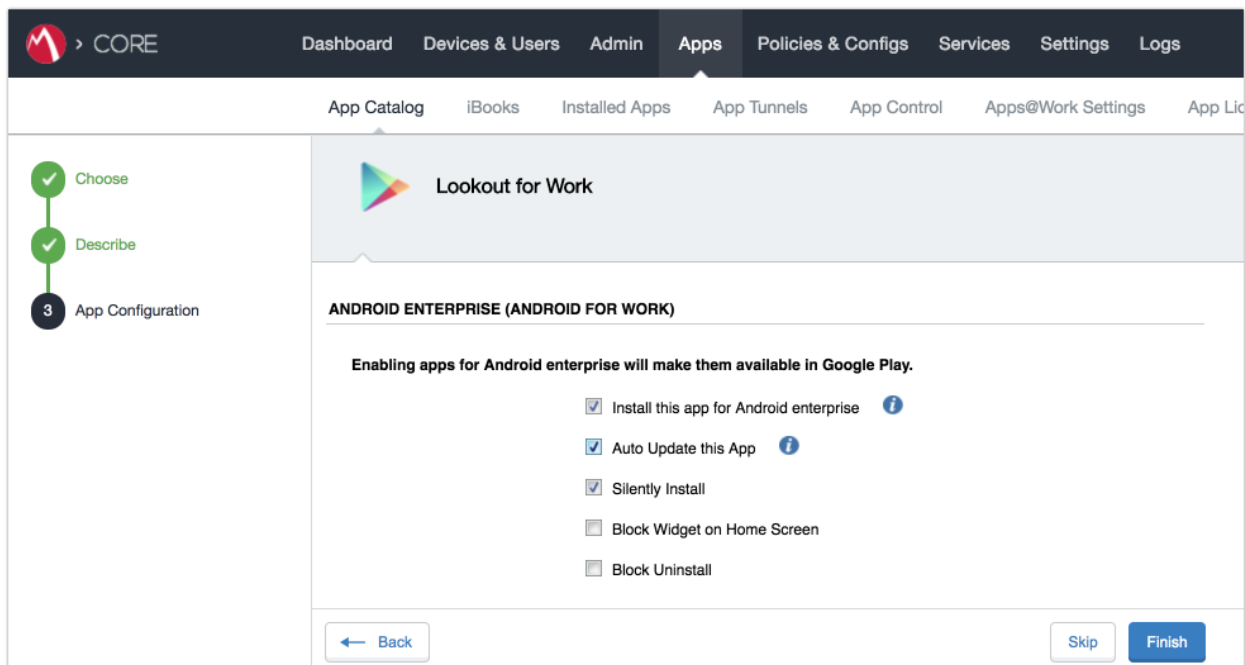 › CORE Dashboard Devices & Users Admin Apps Policies & Configs Services Settings Logs
App Catalog iBooks Installed Apps App Tunnels App Control Apps@Work Settings App Lic
Choose
Describe
3 App Configuration
Lookout for Work
ANDROID ENTERPRISE (ANDROID FOR WORK)
Enabling apps for Android enterprise will make them available in Google Play.
Install this app for Android enterprise
Auto Update this App
Silently Install
Block Widget on Home Screen
Block Uninstall
Back Skip Finish